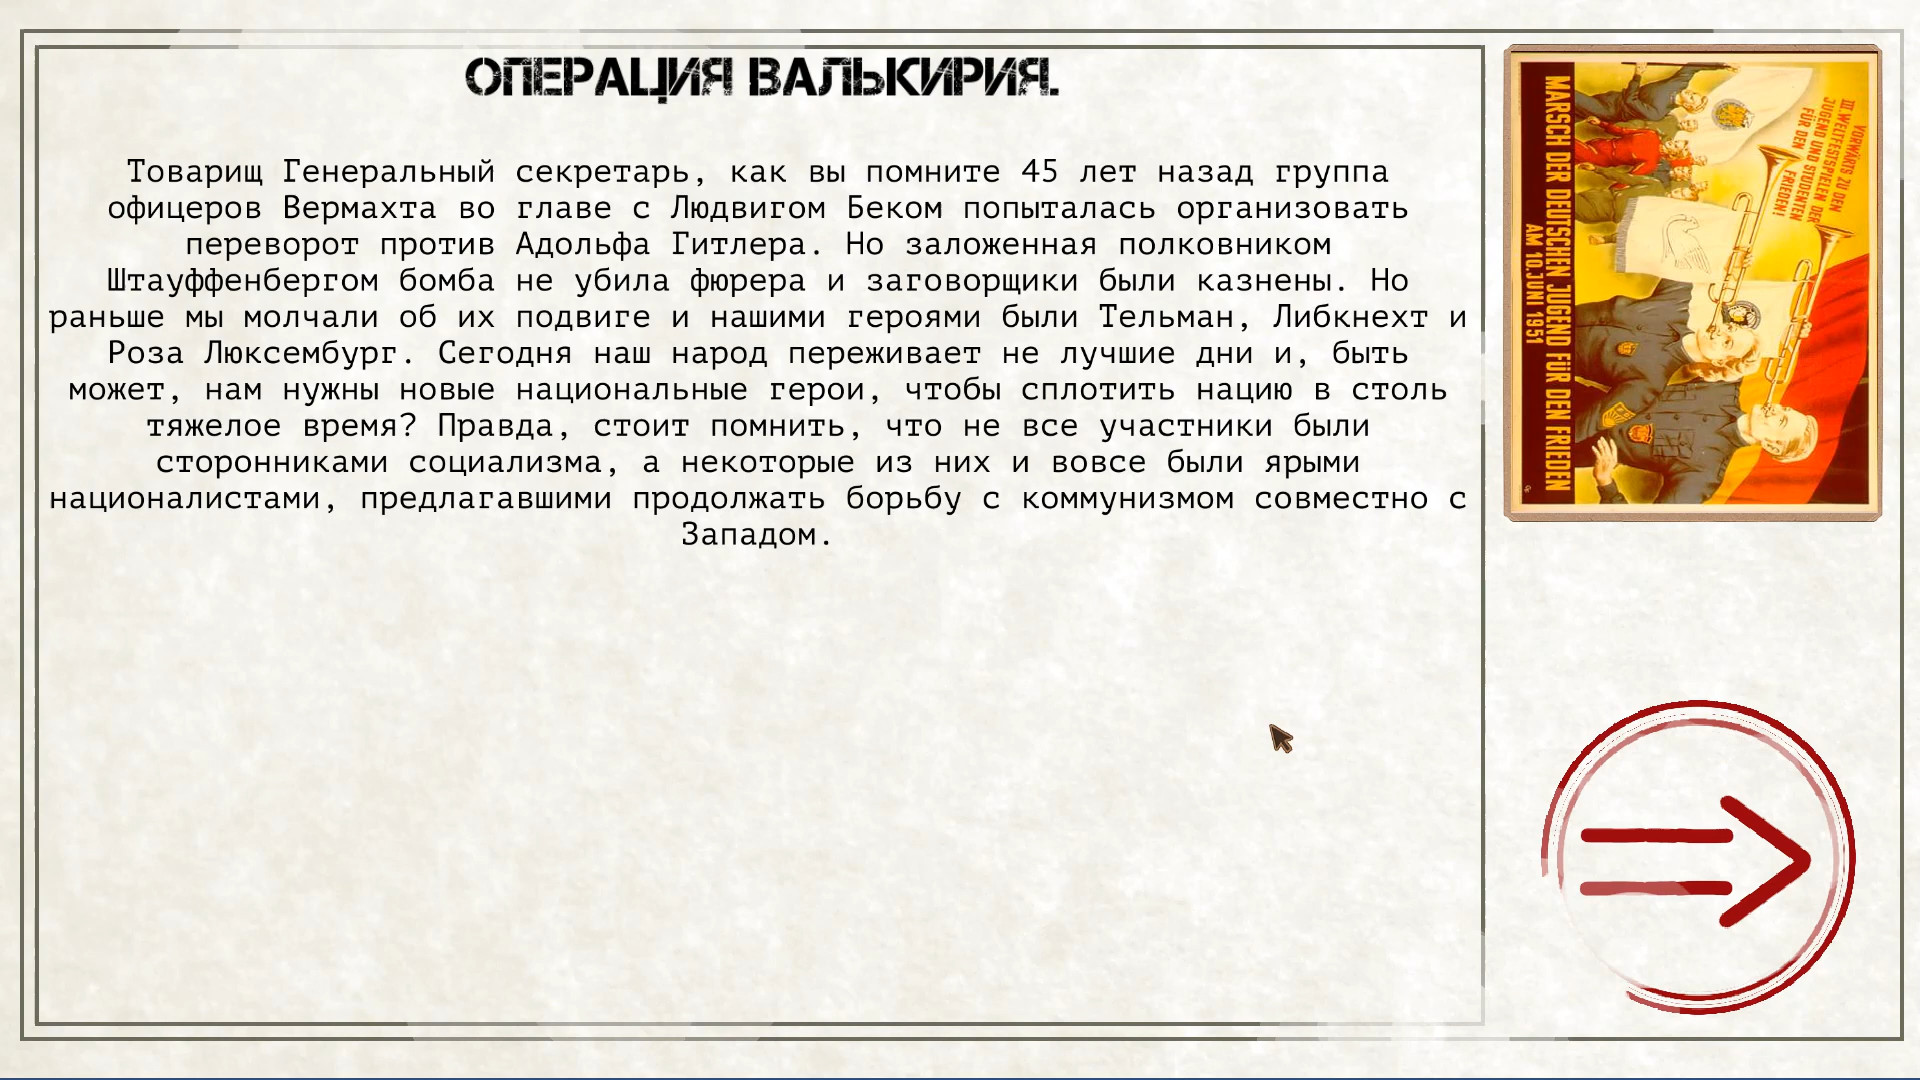 ОПЕРАЦИЯ ВАЛЬКИРИЯ.
Товарищ Генеральный секретарь, как вы помните 45 лет назад группа
офицеров Вермахта во главе с Людвигом Беком попыталась организовать
переворот против Адольфа Гитлера. Но заложенная полковником
Штауффенбергом бомба не убила фюрера и заговорщики были казнены. Но
раньше мы молчали об их подвиге и нашими героями были Тельман, Либкнехт и
Роза Люксембург. Сегодня наш народ переживает не лучшие дни и, быть
может, нам нужны новые национальные герои, чтобы сплотить нацию в столь
тяжелое время? Правда, стоит помнить, что не все участники были
сторонниками социализма, а некоторые из них и вовсе были ярыми
националистами, предлагавшими продолжать борьбу с коммунизмом совместно с
Западом.
VORWÄRTS ZU DEN
III. WELTFESTSPIELEN DER
JUGEND UND STUDENTEN
FÜR DEN FRIEDEN!
MARSCH DER DEUTSCHEN JUGEND FÜR DEN FRIEDEN
AM 10. JUNI 1951